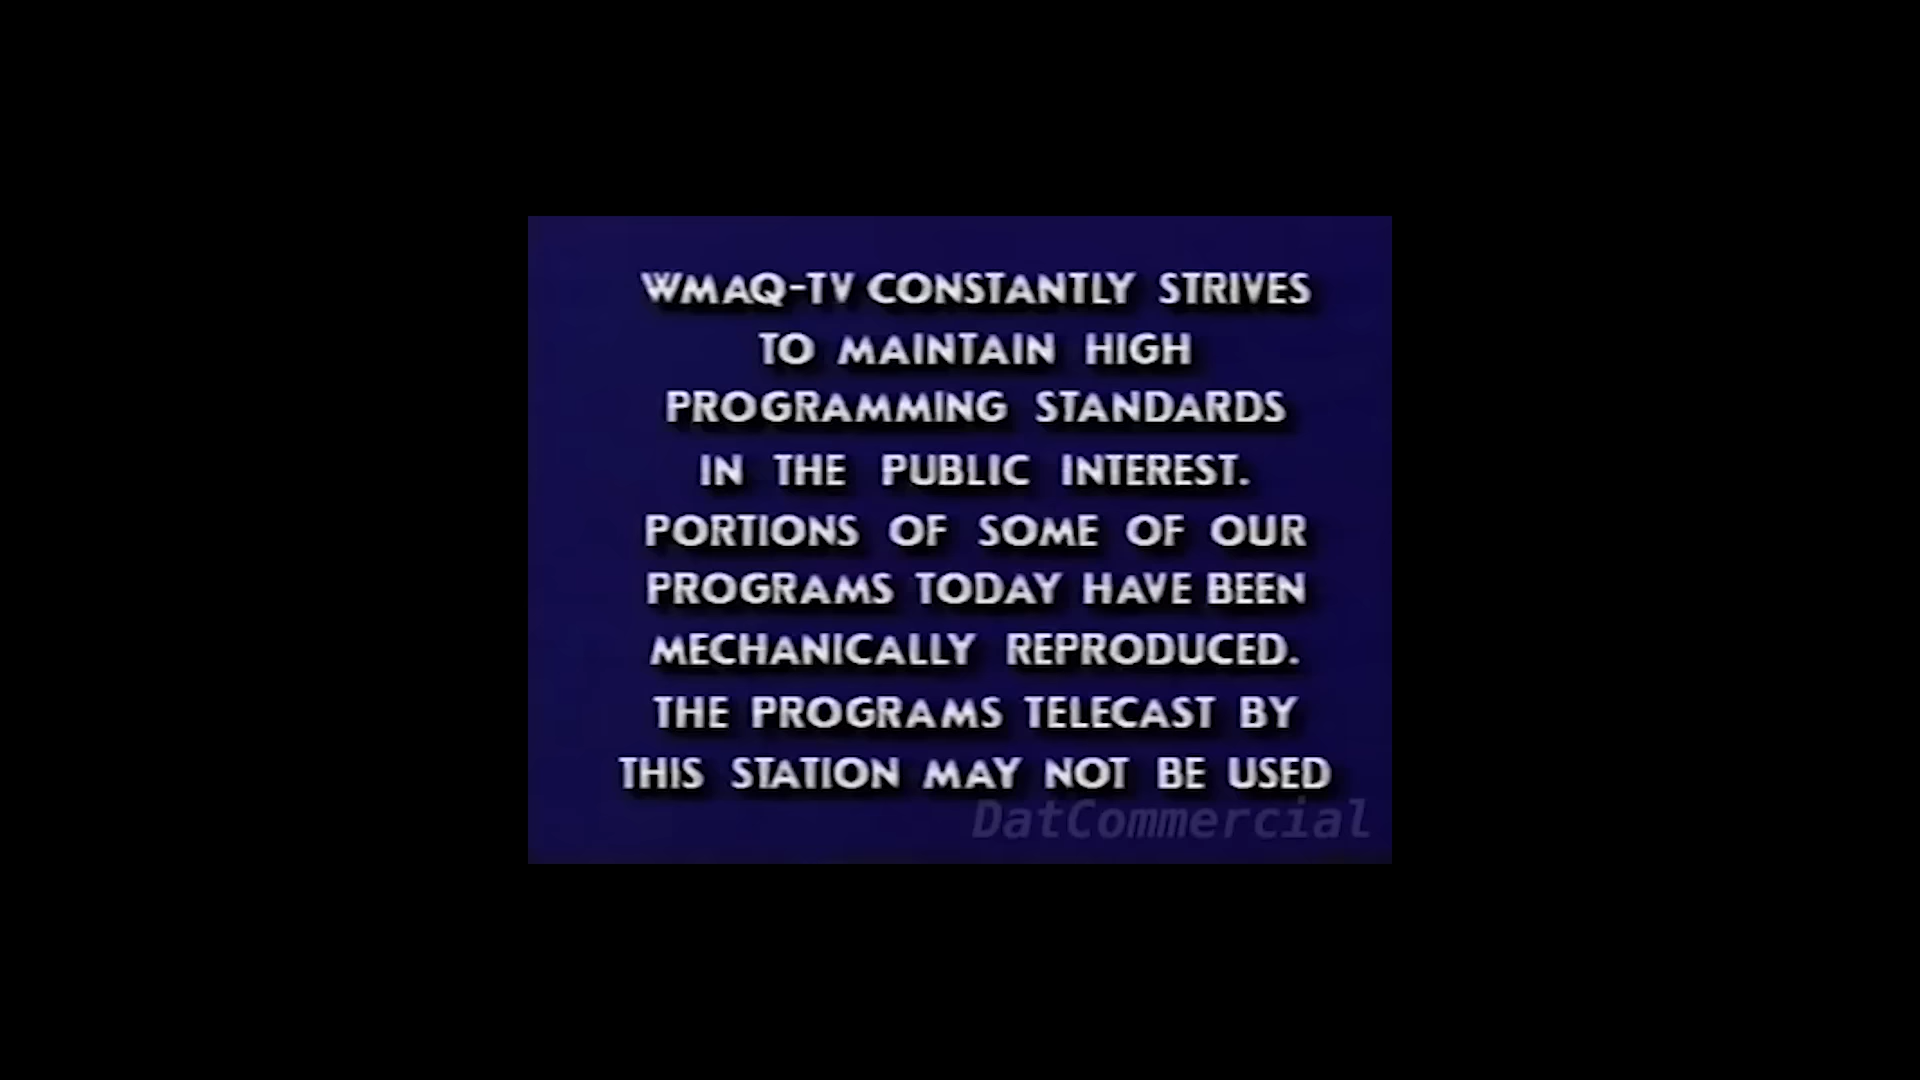 WMAQ-TV CONSTANTLY STRIVES
TO MAINTAIN HIGH
PROGRAMMING STANDARDS
IN THE PUBLIC INTEREST.
PORTIONS OF SOME OF OUR
PROGRAMS TODAY HAVE BEEN
MECHANICALLY REPRODUCED.
THE PROGRAMS TELECAST BY
THIS STATION MAY NOT BE USED
DatCommercial